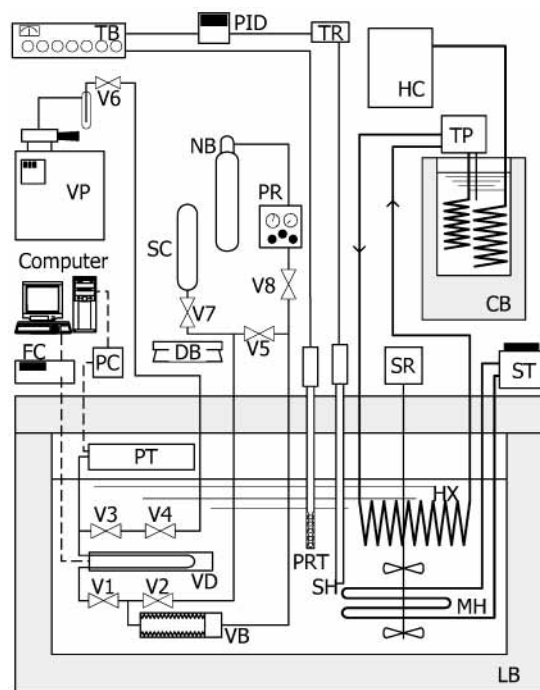 TB
PID
TR
HC
V6
NB
TP
VP
PR
SC
V8
Computer
V7
CB
FC
PC
DB
V5
SR
ST
PT
HX
V3
V4
VD
PRT
SH
V1
V2
MH
VB
LB